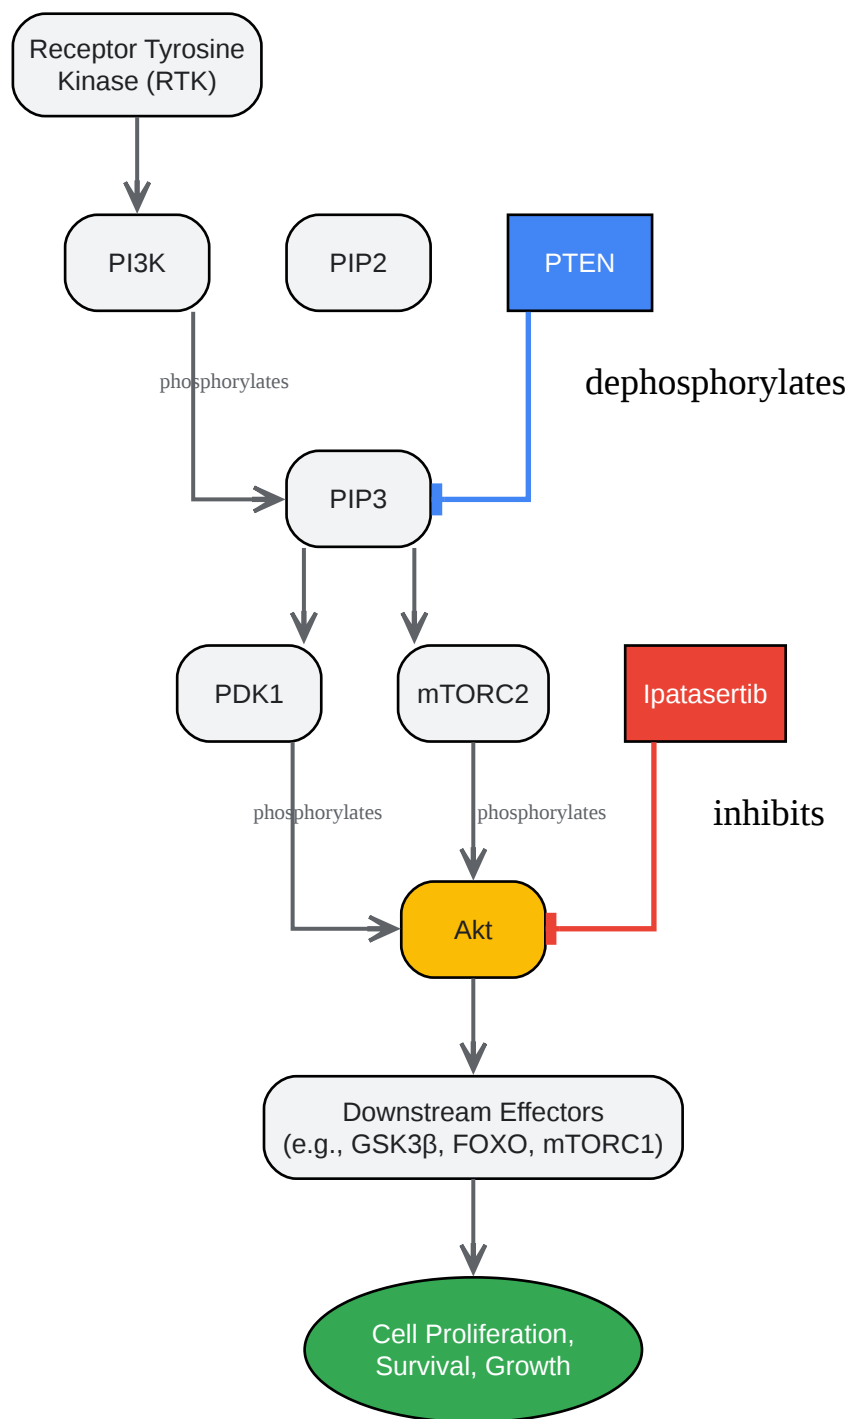 Receptor Tyrosine
Kinase (RTK)
PI3K
PIP2
PTEN
phosphorylates
dephosphorylates
PIP3
PDK1
mTORC2
Ipatasertib
phosphorylates
phosphorylates
inhibits
Akt
Downstream Effectors
(e.g., GSK3β, FOXO, mTORC1)
Cell Proliferation,
Survival, Growth